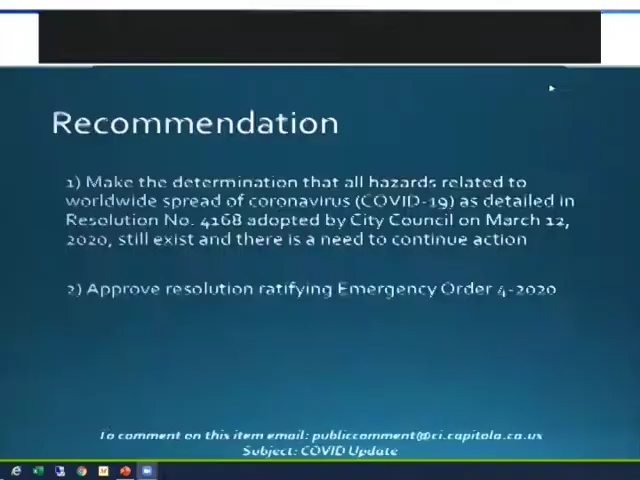 Recommendation
1) Make the determination that all hazards related to
worldwide spread of coronavirus (COVID-19) as detailed in
Resolution No. 4168 adopted by City Council on March 12,
2020, still exist and there is a need to continue action
2) Approve resolution ratifying Emergency Order 4-2020
To comment on this item email: publiccomment@ci.capitola.ca.us
Subject: COVID Update